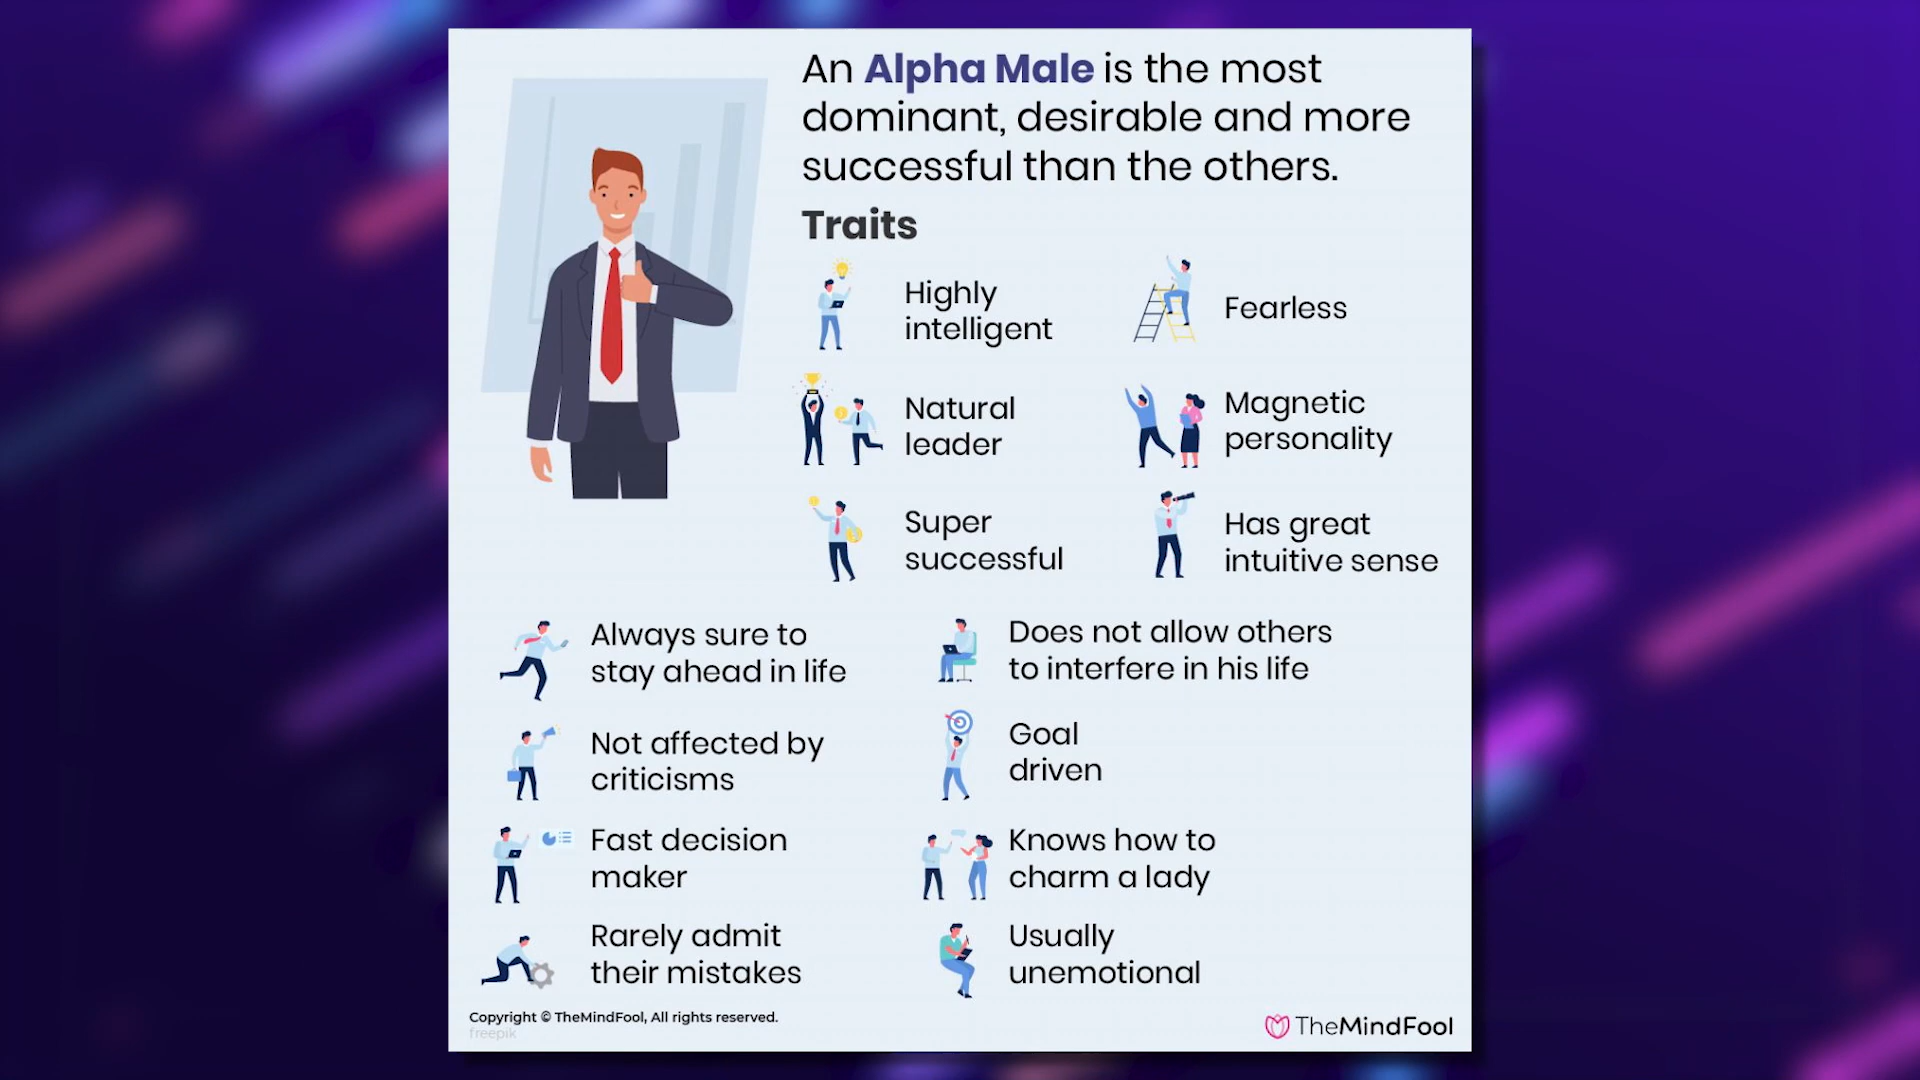 An Alpha Male is the most
dominant, desirable and more
successful than the others.
Traits
Highly
intelligent
Fearless
Natural
leader
Magnetic
personality
Super
successful
Has great
intuitive sense
Always sure to
stay ahead in life
Does not allow others
to interfere in his life
Not affected by
criticisms
Goal
driven
Fast decision
maker
Knows how to
charm a lady
Rarely admit
their mistakes
Usually
unemotional
Copyright © TheMindFool, All rights reserved.
freepik
TheMindFool